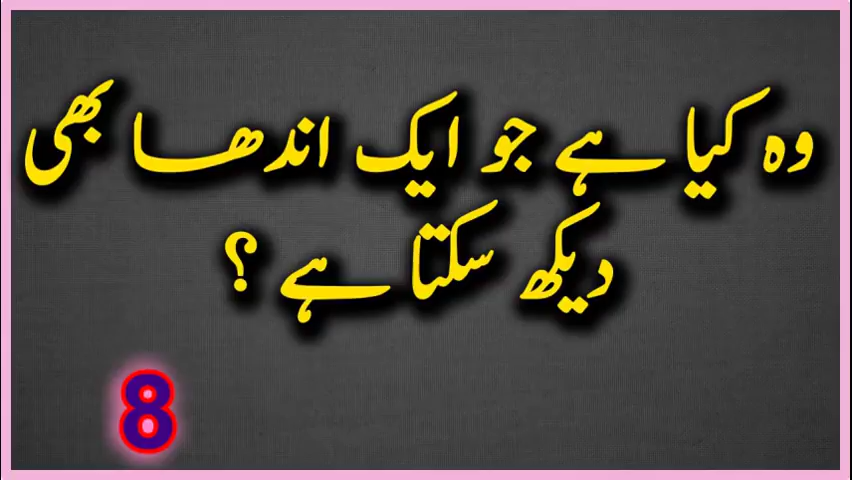 وہ کیا ہے جو ایک اندھا بھی
دیکھ سکتا ہے ؟
8